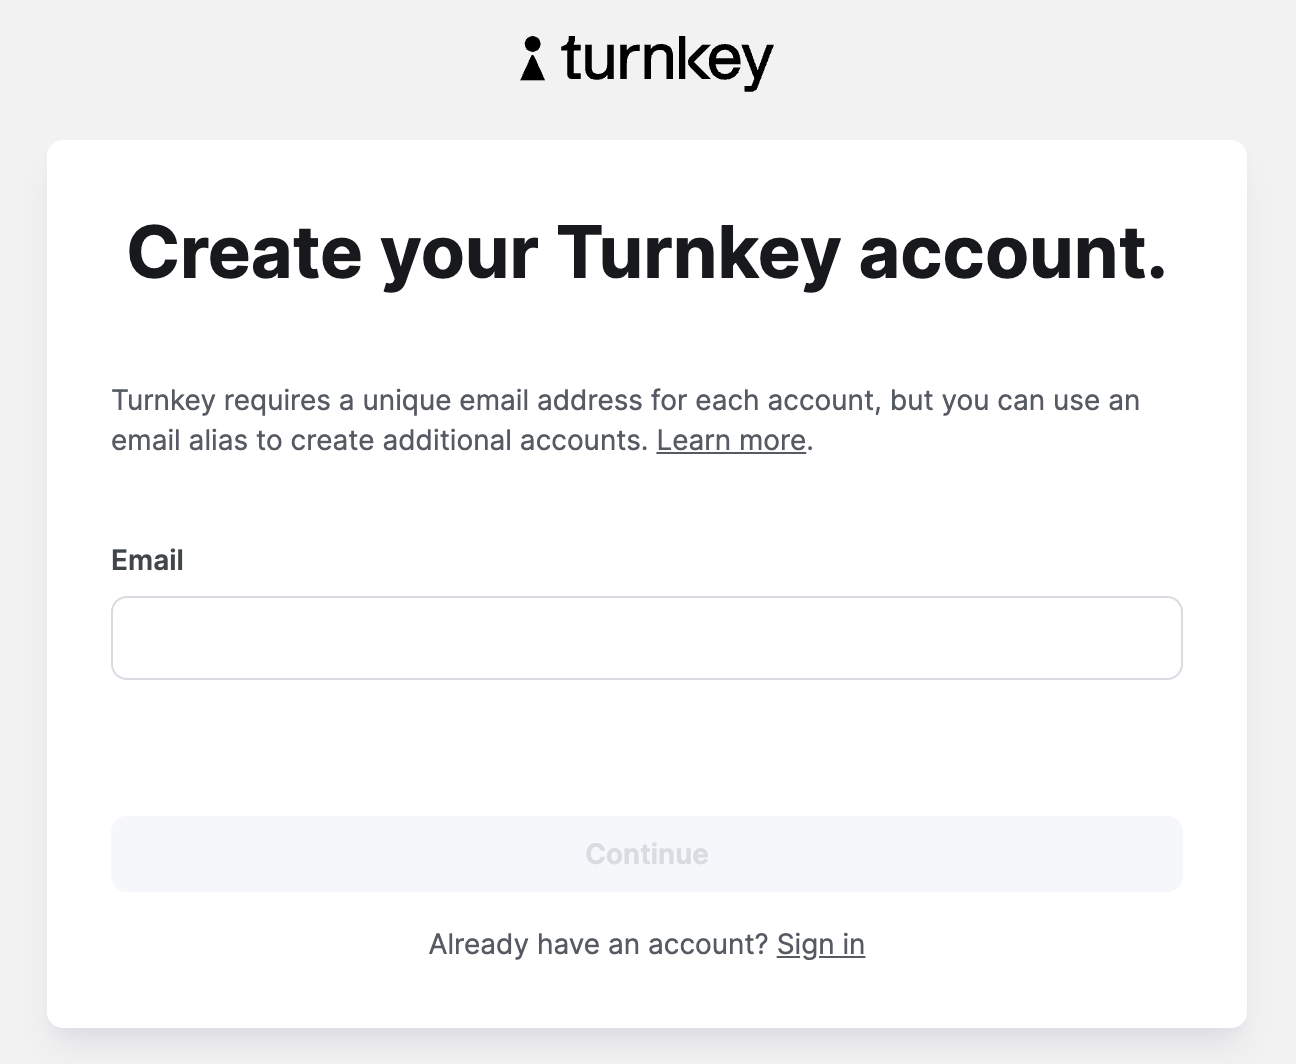 turnkey
Create your Turnkey account.
Turnkey requires a unique email address for each account, but you can use an
email alias to create additional accounts. Learn more.
Email
Continue
Already have an account? Sign in